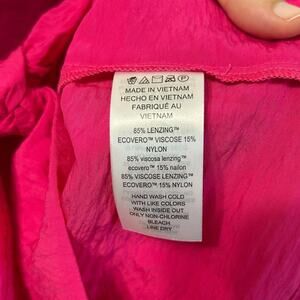 MADE IN VIETNAM
HECHO EN VIETNAM
FABRIQUÉ AU
VIETNAM
85% LENZING™
ECOVERO™ VISCOSE 15%
NYLON
85% viscosa lenzing™
ecovero™ 15% nailon
85% VISCOSE LENZING™
ECOVERO™ 15% NYLON
HAND WASH COLD
WITH LIKE COLORS
WASH INSIDE OUT
ONLY NON-CHLORINE
BLEACH
LINE DRY